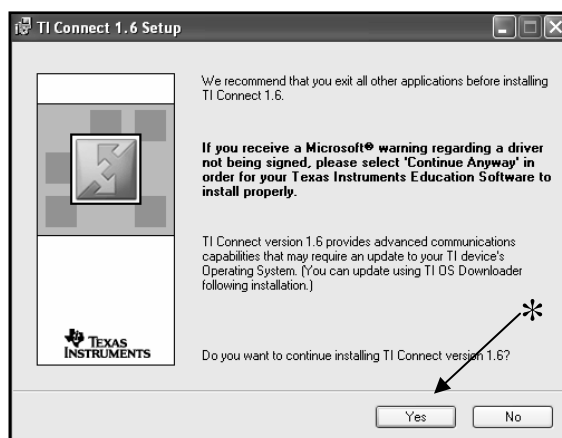 TI Connect 1.6 Setup
We recommend that you exit all other applications before installing
TI Connect 1.6.
If you receive a Microsoft® warning regarding a driver
not being signed, please select 'Continue Anyway' in
order for your Texas Instruments Education Software to
install properly.
TI Connect version 1.6 provides advanced communications
capabilities that may require an update to your TI device's
Operating System. (You can update using TI OS Downloader
following installation.)
TEXAS
INSTRUMENTS
*
Do you want to continue installing TI Connect version 1.6?
Yes No